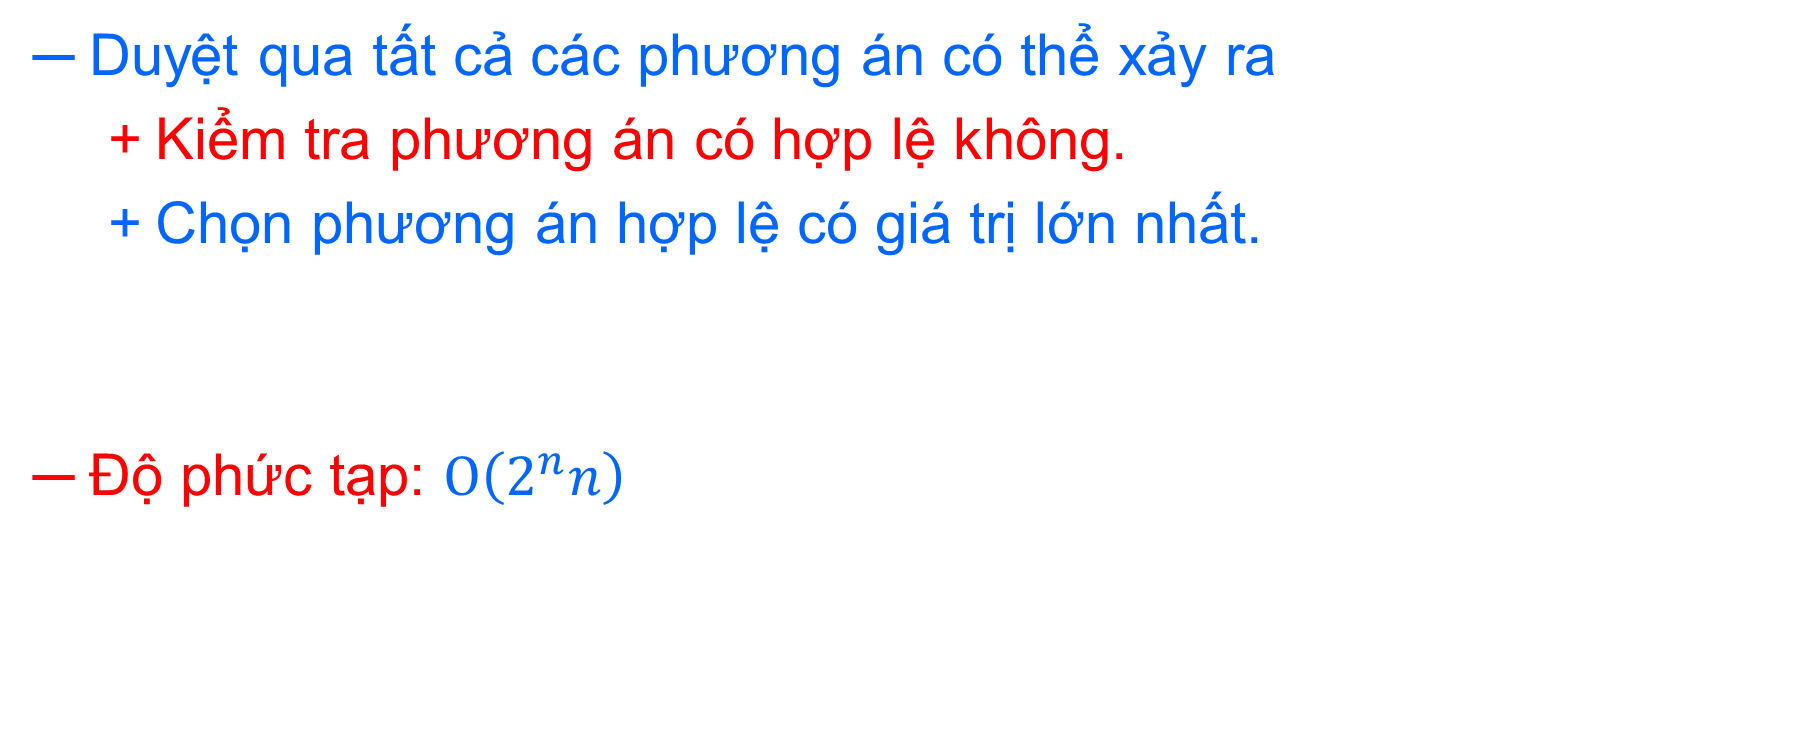 — Duyệt qua tất cả các phương án có thể xảy ra
+ Kiểm tra phương án có hợp lệ không.
+ Chọn phương án hợp lệ có giá trị lớn nhất.
— Độ phức tạp: O(2ⁿn)